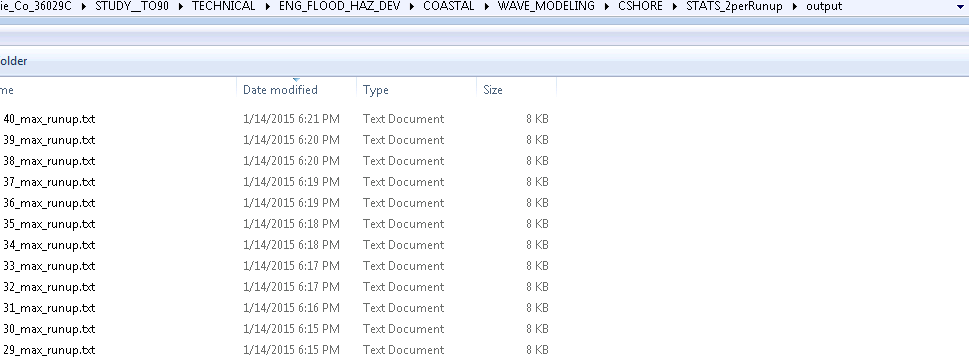 ie_Co_36029C STUDY__TO90 TECHNICAL ENG_FLOOD_HAZ_DEV COASTAL WAVE_MODELING CSHORE STATS_2perRunup output
older
me Date modified Type Size
40_max_runup.txt 1/14/2015 6:21 PM Text Document 8 KB
39_max_runup.txt 1/14/2015 6:20 PM Text Document 8 KB
38_max_runup.txt 1/14/2015 6:20 PM Text Document 8 KB
37_max_runup.txt 1/14/2015 6:19 PM Text Document 8 KB
36_max_runup.txt 1/14/2015 6:19 PM Text Document 8 KB
35_max_runup.txt 1/14/2015 6:18 PM Text Document 8 KB
34_max_runup.txt 1/14/2015 6:18 PM Text Document 8 KB
33_max_runup.txt 1/14/2015 6:17 PM Text Document 8 KB
32_max_runup.txt 1/14/2015 6:17 PM Text Document 8 KB
31_max_runup.txt 1/14/2015 6:16 PM Text Document 8 KB
30_max_runup.txt 1/14/2015 6:15 PM Text Document 8 KB
29_max_runup.txt 1/14/2015 6:15 PM Text Document 8 KB